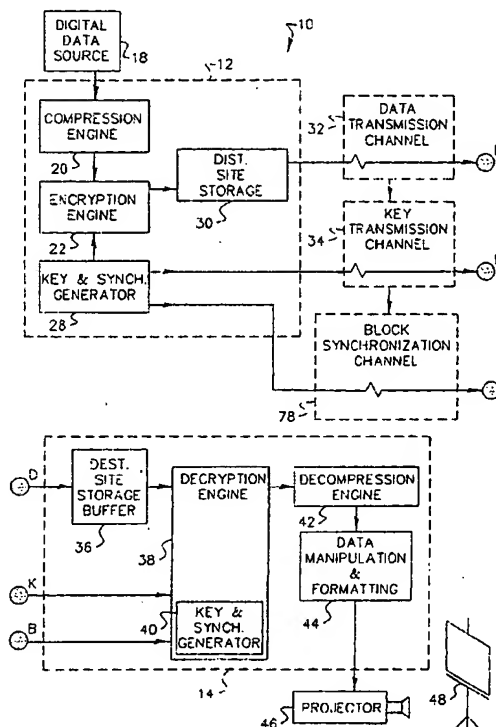 DIGITAL
DATA
SOURCE
18
10
12
COMPRESSION
ENGINE
20
ENCRYPTION
ENGINE
22
KEY & SYNCH.
GENERATOR
28
DIST.
SITE
STORAGE
30
32
DATA
TRANSMISSION
CHANNEL
34
KEY
TRANSMISSION
CHANNEL
BLOCK
SYNCHRONIZATION
CHANNEL
78
D
K
B
DEST.
SITE
STORAGE
BUFFER
36
DECRYPTION
ENGINE
38
40
KEY &
SYNCH.
GENERATOR
DECOMPRESSION
ENGINE
42
DATA
MANIPULATION
&
FORMATTING
44
14
PROJECTOR
46
48